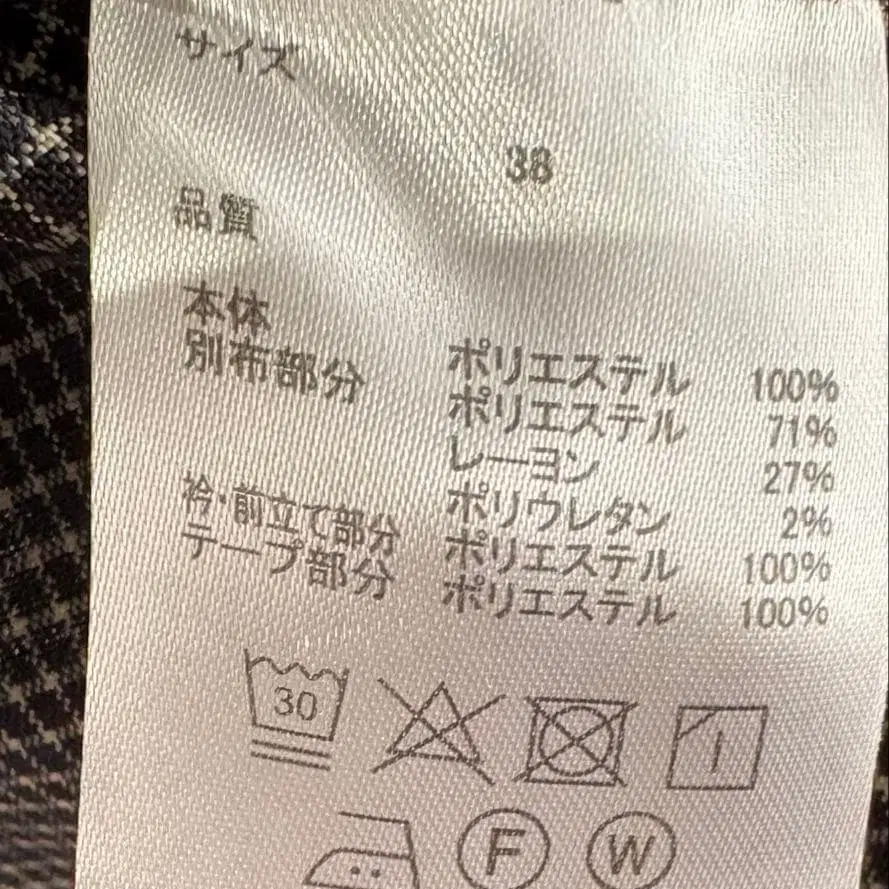 サイズ
38
品質
本体 ポリエステル 100%
別布部分 ポリエステル 71%
レーヨン 27%
ポリウレタン 2%
衿・前立て部分 ポリエステル 100%
テープ部分 ポリエステル 100%
30
F W